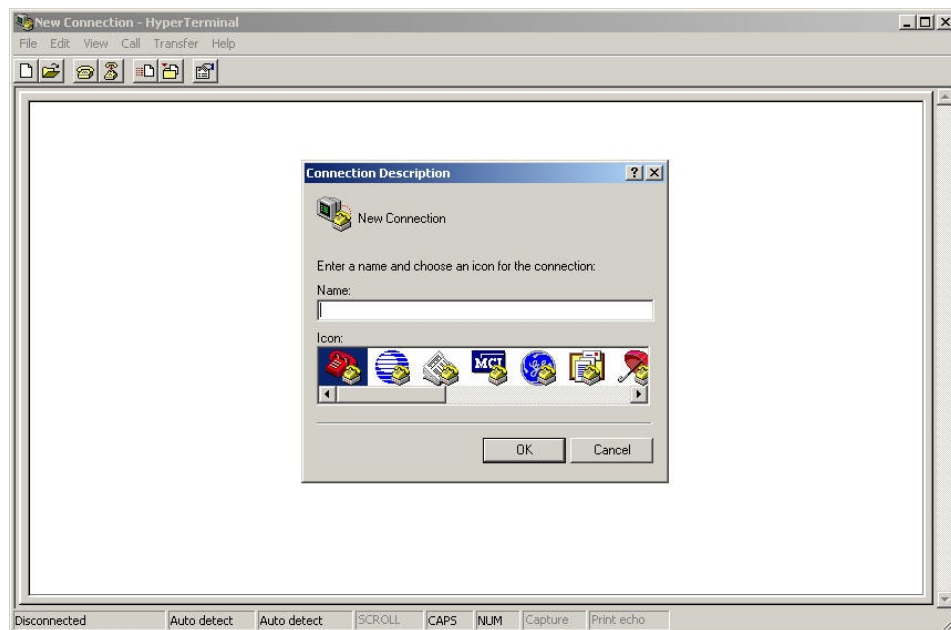 New Connection - HyperTerminal
File Edit View Call Transfer Help
Connection Description
New Connection
Enter a name and choose an icon for the connection:
Name:
Icon:
MCI
OK Cancel
Disconnected Auto detect Auto detect SCROLL CAPS NUM Capture Print echo